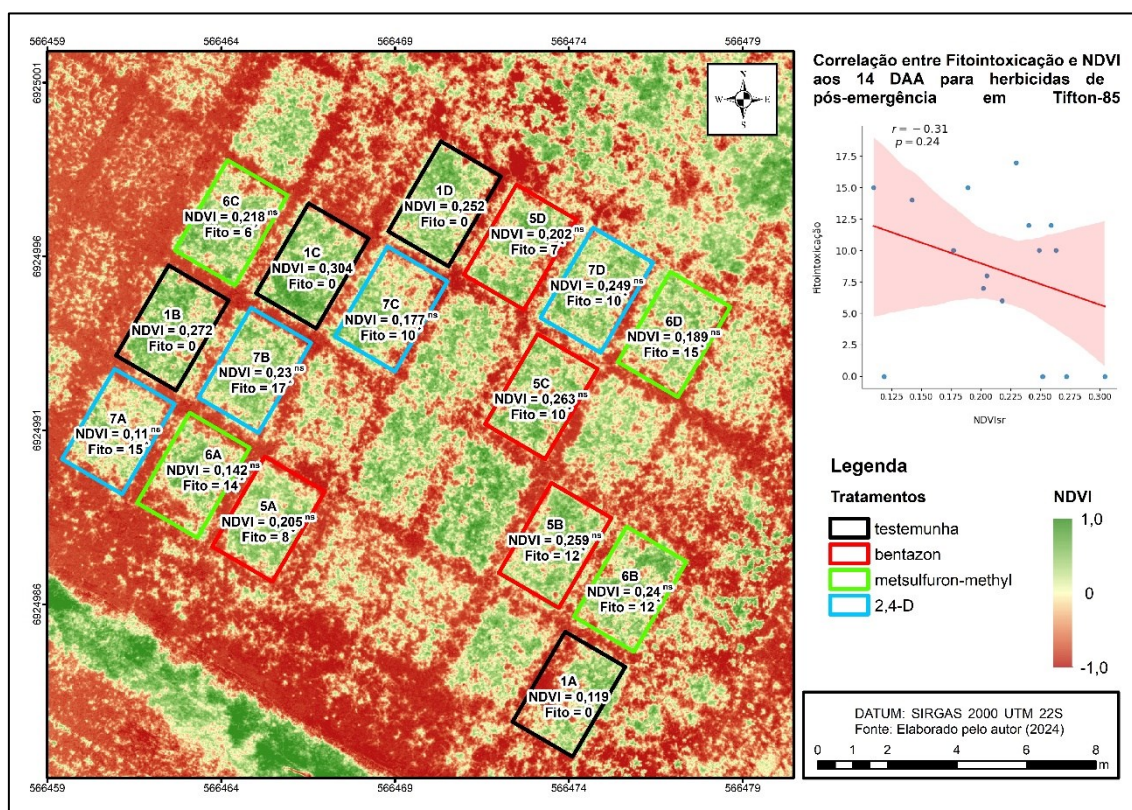 566459 566464 566469 566474 566479
6925001
6924996
6924991
6924986
N
W E
S
1D
NDVI = 0,252
Fito = 0
6C
NDVI = 0,218 ns
Fito = 6
5D
NDVI = 0,202 ns
Fito = 7
1C
NDVI = 0,304
Fito = 0
7D
NDVI = 0,249 ns
Fito = 10
7C
NDVI = 0,177 ns
Fito = 10
1B
NDVI = 0,272
Fito = 0
6D
NDVI = 0,189 ns
Fito = 15
7B
NDVI = 0,23 ns
Fito = 17
5C
NDVI = 0,263 ns
Fito = 10
7A
NDVI = 0,11 ns
Fito = 15
6A
NDVI = 0,142 ns
Fito = 14
5A
NDVI = 0,205 ns
Fito = 8
5B
NDVI = 0,259 ns
Fito = 12
6B
NDVI = 0,24 ns
Fito = 12
1A
NDVI = 0,119
Fito = 0
566459 566464 566469 566474 566479
Correlação entre Fitointoxicação e NDVI
aos 14 DAA para herbicidas de
pós-emergência em Tifton-85
r = −0.31
p = 0.24
17.5
15.0
12.5
10.0
7.5
5.0
2.5
0.0
Fitointoxicação
0.125 0.150 0.175 0.200 0.225 0.250 0.275 0.300
NDVIsr
Legenda
Tratamentos
testemunha
bentazon
metsulfuron-methyl
2,4-D
NDVI
1,0
0
-1,0
DATUM: SIRGAS 2000 UTM 22S
Fonte: Elaborado pelo autor (2024)
0 1 2 4 6 8
m